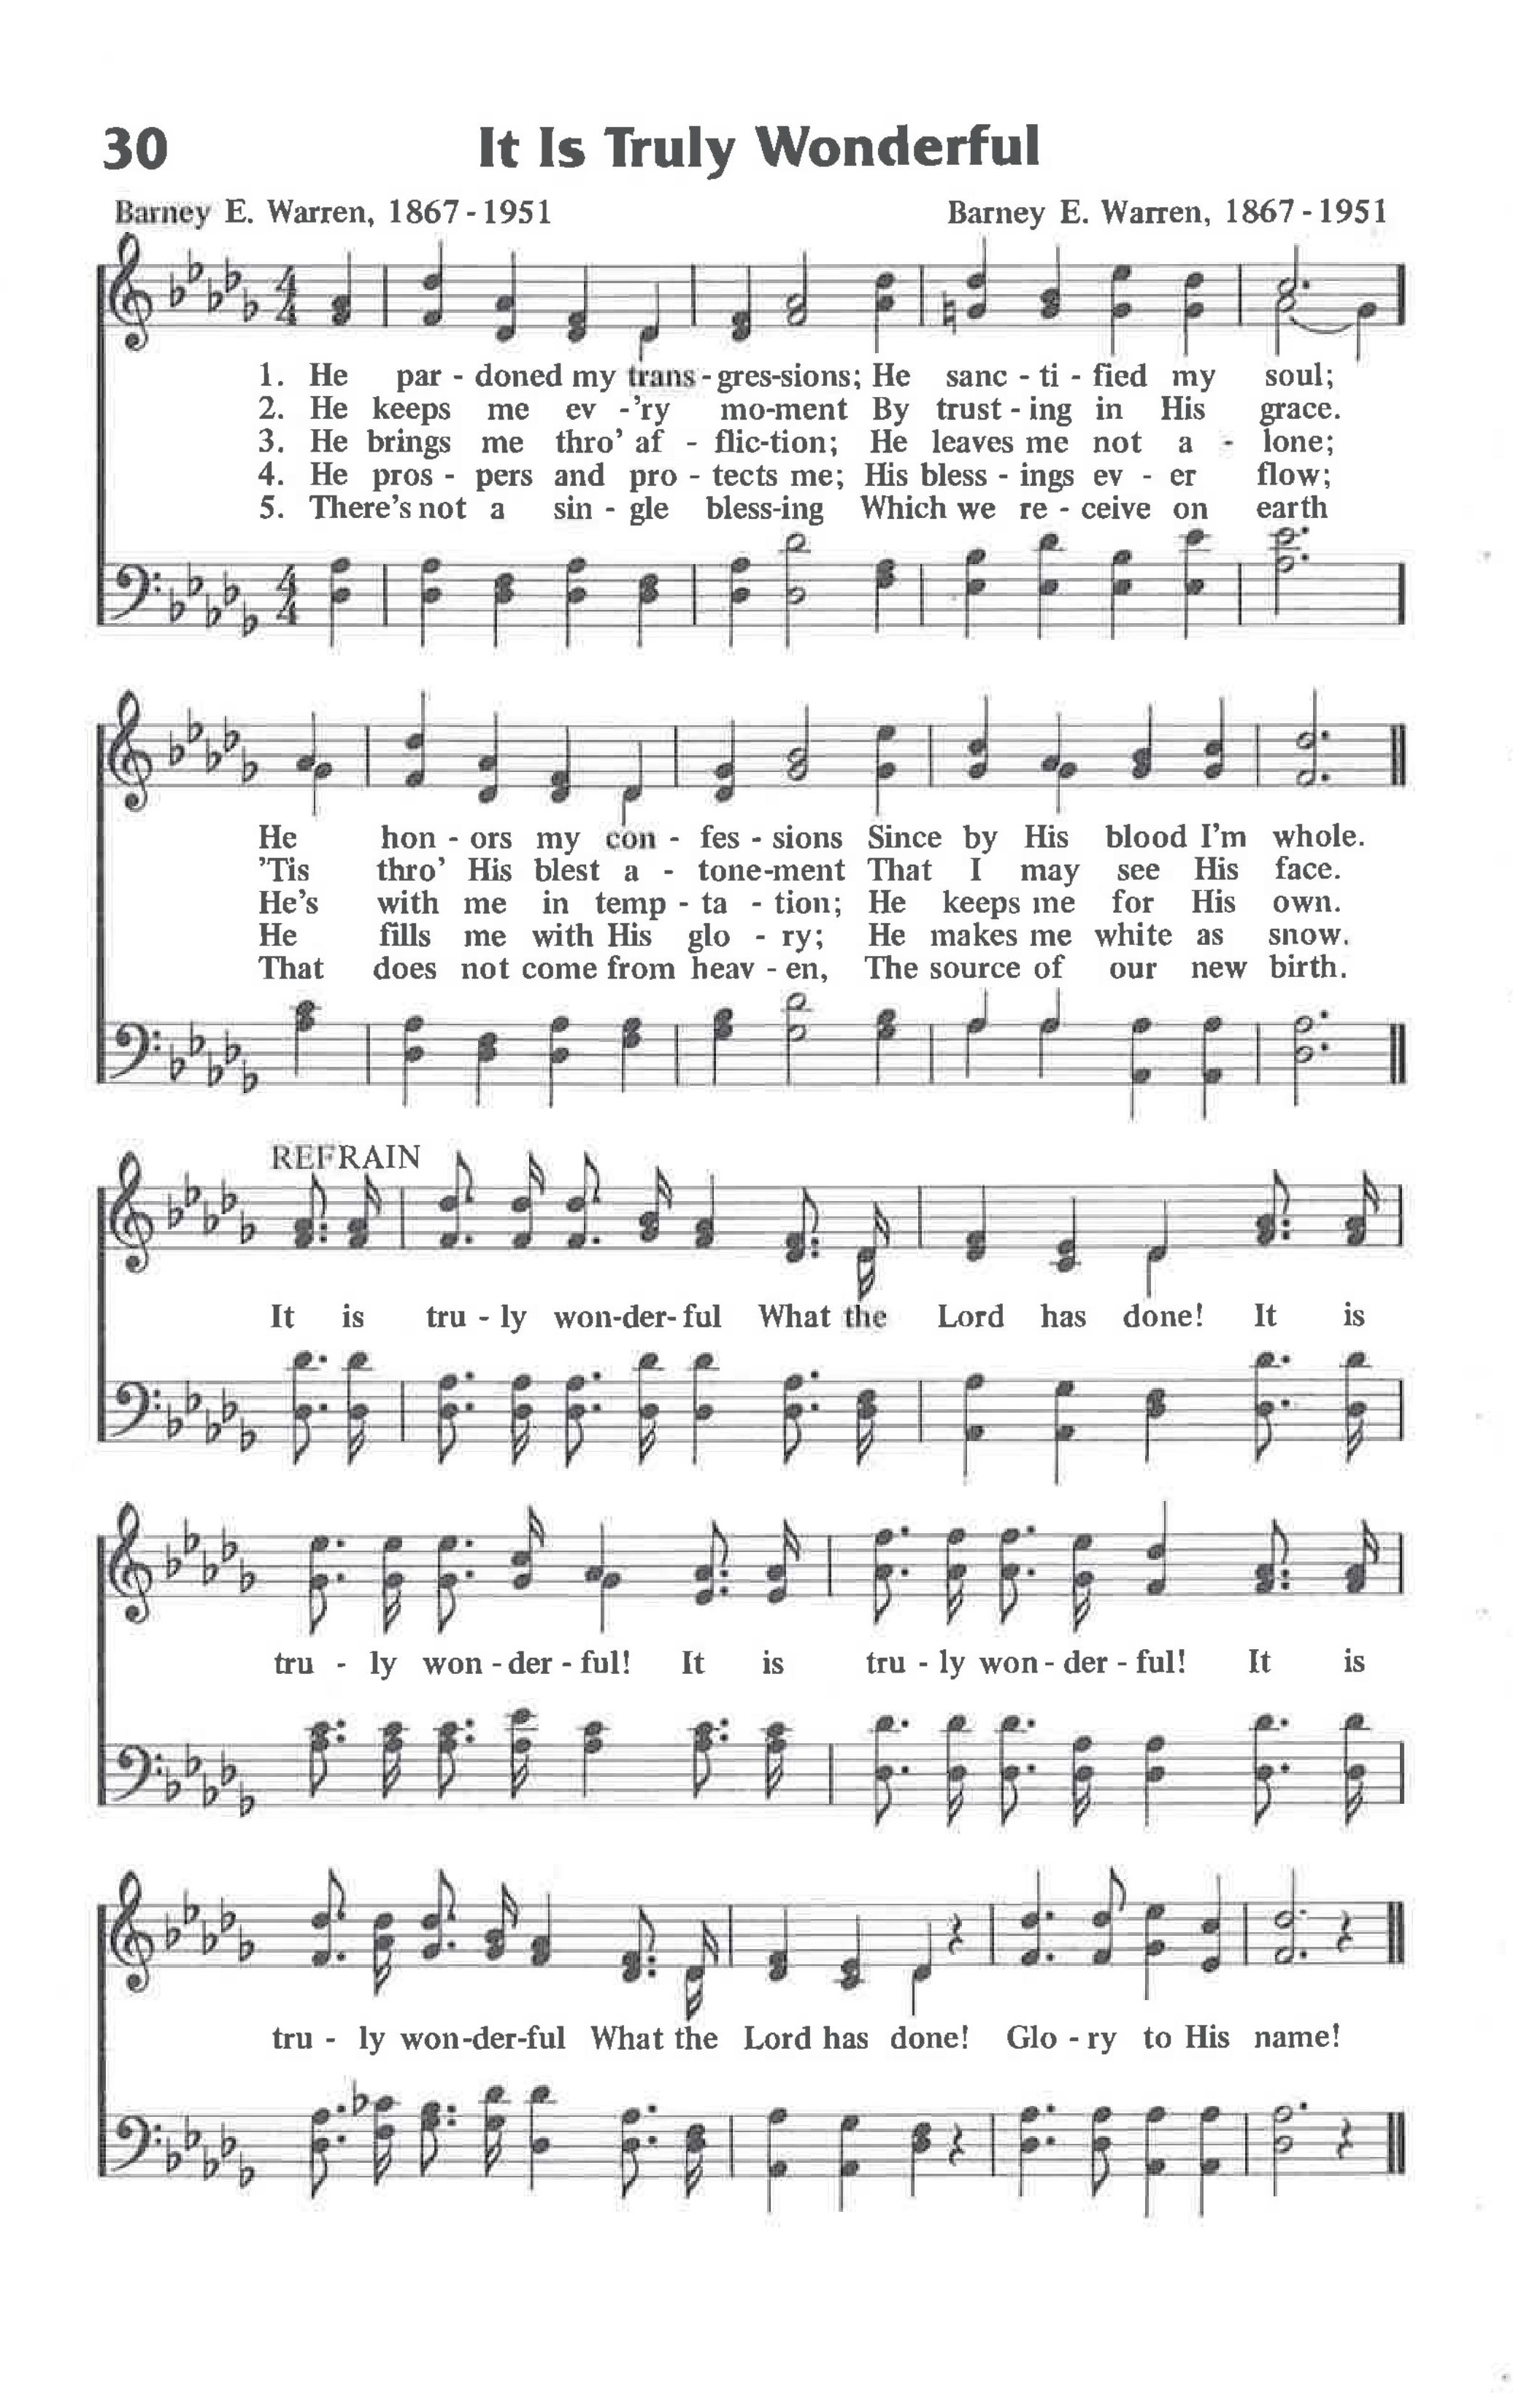 30 It Is Truly Wonderful
Barney E. Warren, 1867-1951 Barney E. Warren, 1867-1951
1. He par - doned my trans - gres-sions; He sanc - ti - fied my soul;
2. He keeps me ev -'ry mo-ment By trust - ing in His grace.
3. He brings me thro' af - flic-tion; He leaves me not a - lone;
4. He pros - pers and pro - tects me; His bless - ings ev - er flow;
5. There's not a sin - gle bless-ing Which we re - ceive on earth
He hon - ors my con - fes - sions Since by His blood I'm whole.
'Tis thro' His blest a - tone-ment That I may see His face.
He's with me in temp - ta - tion; He keeps me for His own.
He fills me with His glo - ry; He makes me white as snow.
That does not come from heav - en, The source of our new birth.
REFRAIN
It is tru - ly won-der-ful What the Lord has done! It is
tru - ly won - der - ful! It is tru - ly won - der - ful! It is
tru - ly won-der-ful What the Lord has done! Glo - ry to His name!